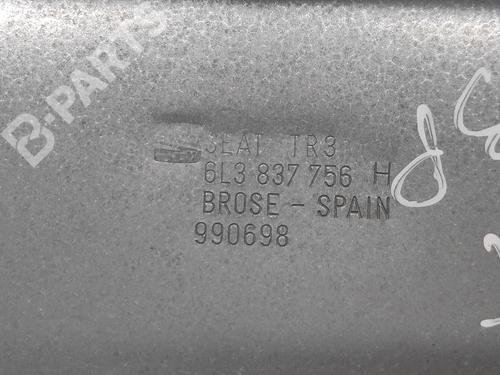 B-PARTS
SEAT TR3
6L3 837 756 H
BROSE - SPAIN
990698